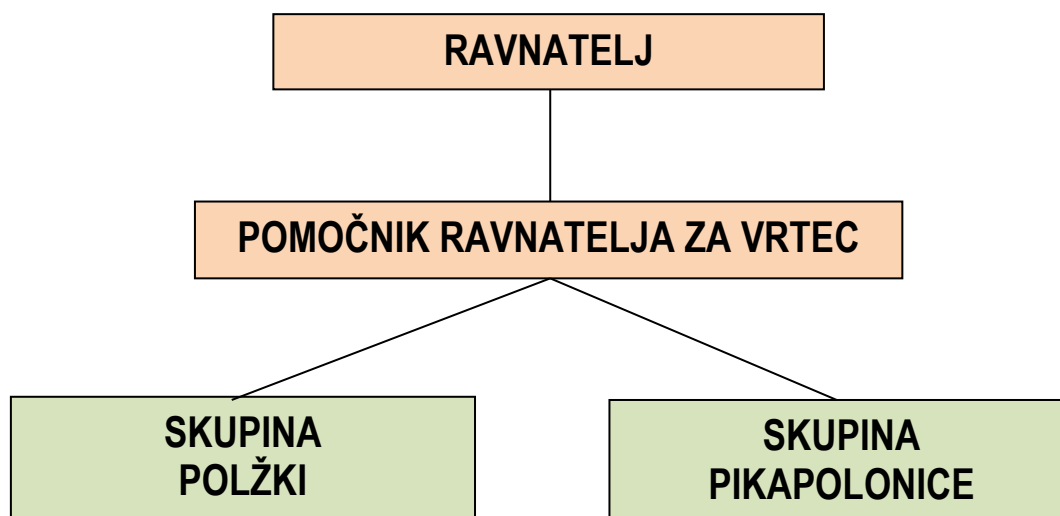 RAVNATELJ
POMOČNIK RAVNATELJA ZA VRTEC
SKUPINA
POLŽKI
SKUPINA
PIKAPOLONICE